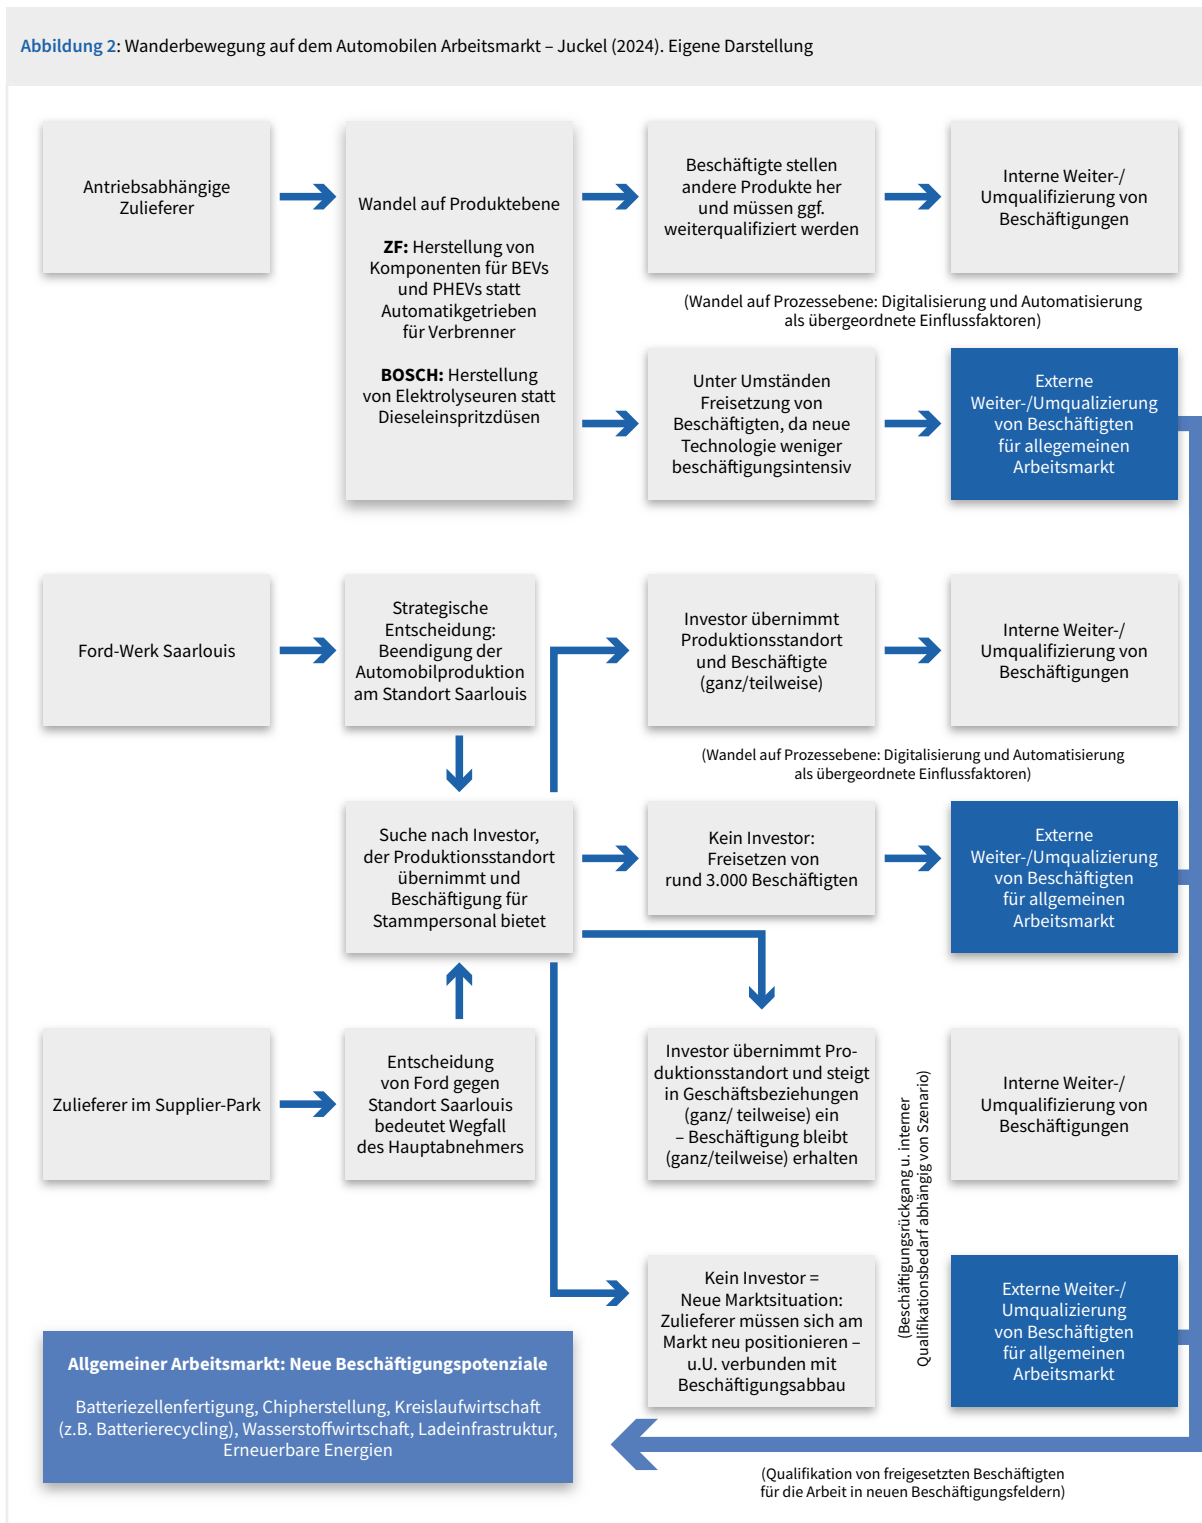 Abbildung 2: Wanderbewegung auf dem Automobilen Arbeitsmarkt – Juckel (2024). Eigene Darstellung
Antriebsabhängige
Zulieferer
Wandel auf Produktebene
ZF: Herstellung von
Komponenten für BEVs
und PHEVs statt
Automatikgetrieben
für Verbrenner
BOSCH: Herstellung
von Elektrolyseuren statt
Dieseleinspritzdüsen
Beschäftigte stellen
andere Produkte her
und müssen ggf.
weiterqualifiziert werden
Interne Weiter-/
Umqualifizierung von
Beschäftigungen
(Wandel auf Prozessebene: Digitalisierung und Automatisierung
als übergeordnete Einflussfaktoren)
Unter Umständen
Freisetzung von
Beschäftigten, da neue
Technologie weniger
beschäftigungsintensiv
Externe
Weiter-/Umqualizierung
von Beschäftigten
für allegemeinen
Arbeitsmarkt
Ford-Werk Saarlouis
Strategische
Entscheidung:
Beendigung der
Automobilproduktion
am Standort Saarlouis
Investor übernimmt
Produktionsstandort
und Beschäftigte
(ganz/teilweise)
Interne Weiter-/
Umqualifizierung von
Beschäftigungen
(Wandel auf Prozessebene: Digitalisierung und Automatisierung
als übergeordnete Einflussfaktoren)
Suche nach Investor,
der Produktionsstandort
übernimmt und
Beschäftigung für
Stammpersonal bietet
Kein Investor:
Freisetzen von
rund 3.000 Beschäftigten
Externe
Weiter-/Umqualizierung
von Beschäftigten
für allgemeinen
Arbeitsmarkt
Zulieferer im Supplier-Park
Entscheidung
von Ford gegen
Standort Saarlouis
bedeutet Wegfall
des Hauptabnehmers
Investor übernimmt Pro-
duktionsstandort und steigt
in Geschäftsbeziehungen
(ganz/ teilweise) ein
– Beschäftigung bleibt
(ganz/teilweise) erhalten
(Beschäftigungsrückgang u. interner
Qualifikationsbedarf abhängig von Szenario)
Interne Weiter-/
Umqualifizierung von
Beschäftigungen
Kein Investor =
Neue Marktsituation:
Zulieferer müssen sich am
Markt neu positionieren –
u.U. verbunden mit
Beschäftigungsabbau
Externe Weiter-/
Umqualizierung
von Beschäftigten
für allgemeinen
Arbeitsmarkt
Allgemeiner Arbeitsmarkt: Neue Beschäftigungspotenziale
Batteriezellenfertigung, Chipherstellung, Kreislaufwirtschaft
(z.B. Batterierecycling), Wasserstoffwirtschaft, Ladeinfrastruktur,
Erneuerbare Energien
(Qualifikation von freigesetzten Beschäftigten
für die Arbeit in neuen Beschäftigungsfeldern)